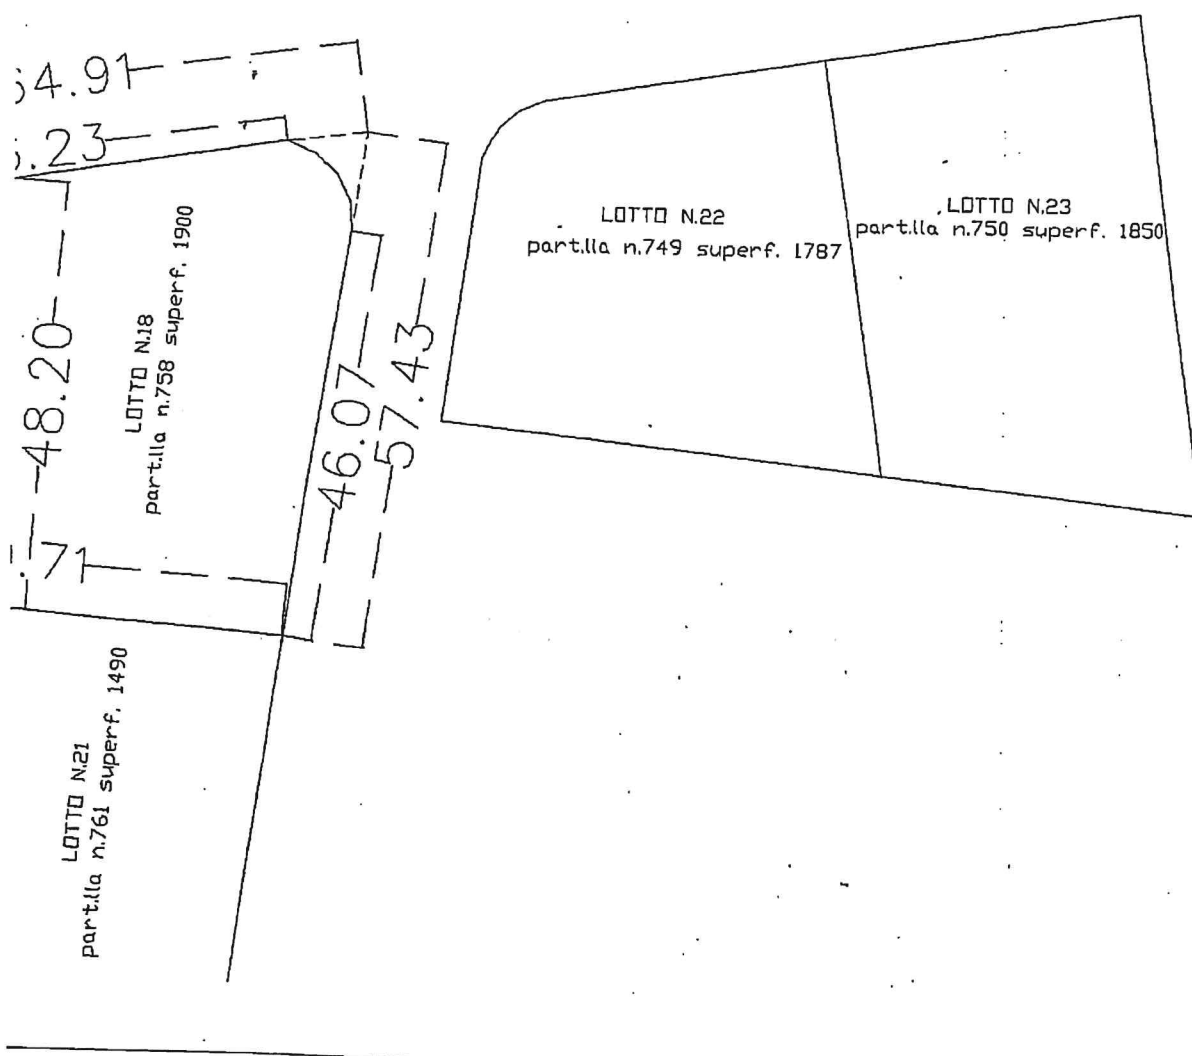 4.91
.23
LOTTO N.22
part.lla n.749 superf. 1787
LOTTO N.23
part.lla n.750 superf. 1850
LOTTO N.18
part.lla n.758 superf. 1900
48.20
46.07
57.43
.71
LOTTO N.21
part.lla n.761 superf. 1490